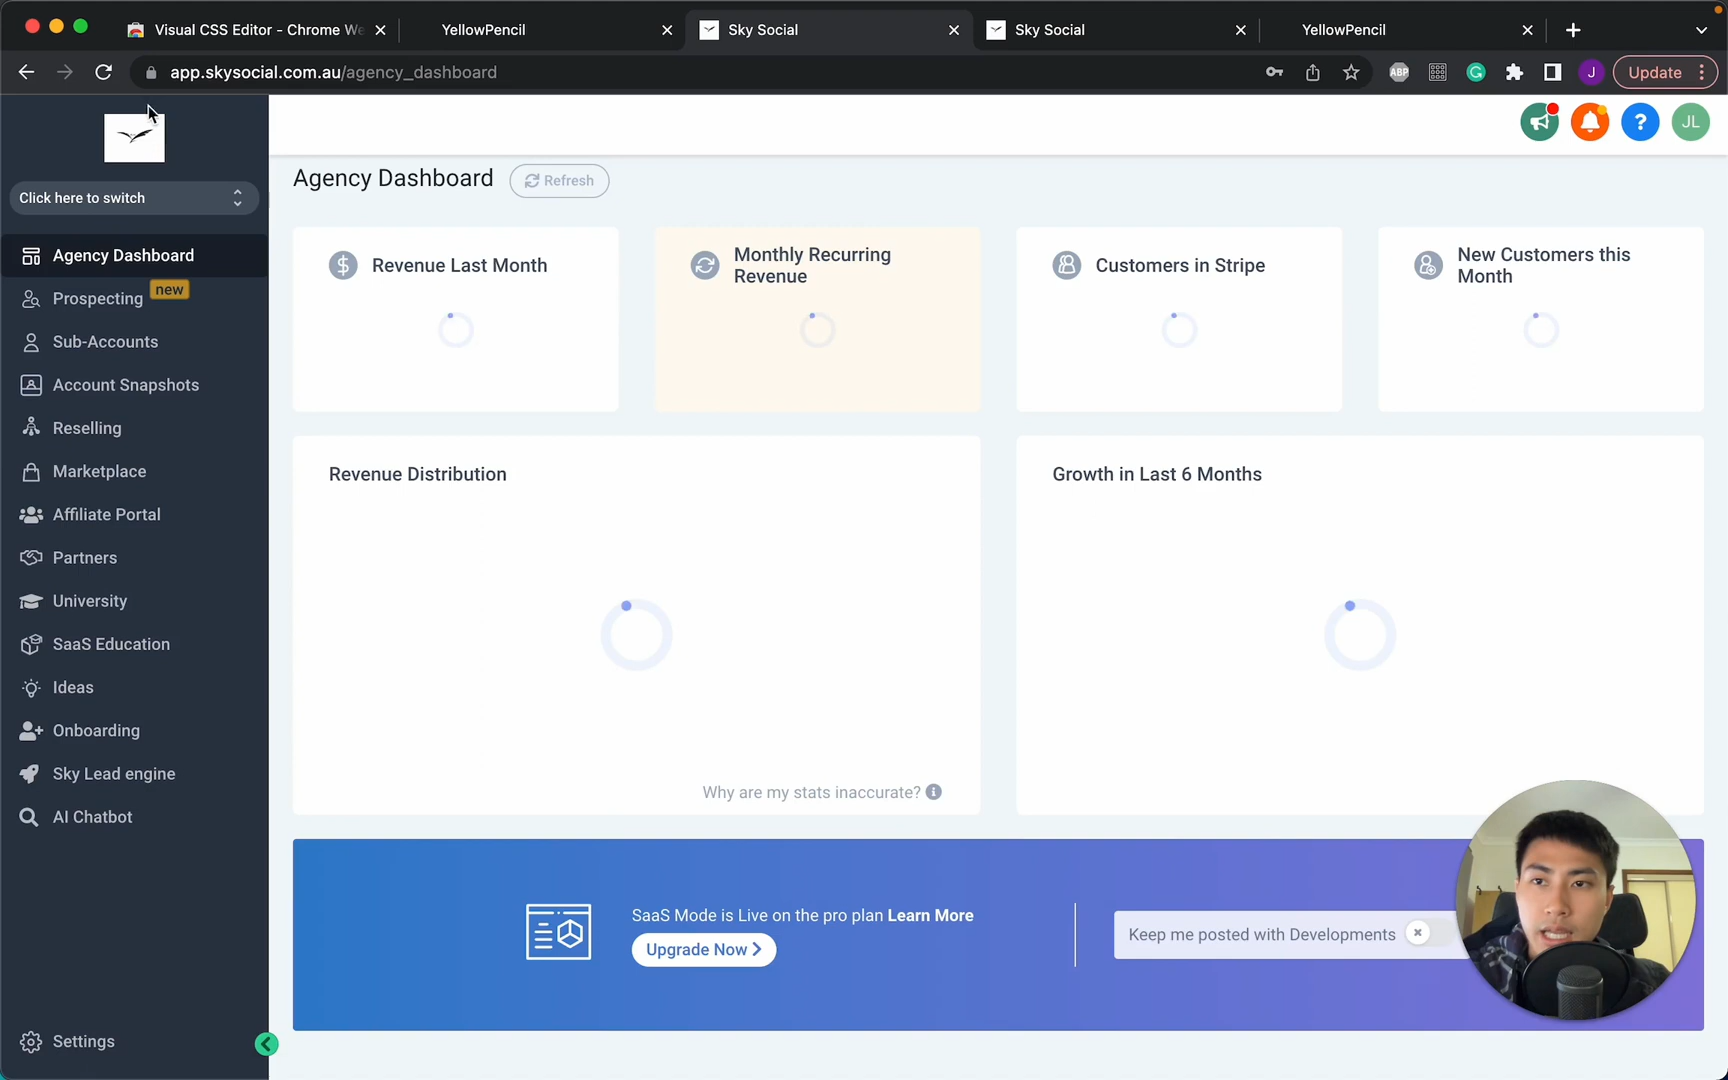 Visual CSS Editor - Chrome We
YellowPencil
Sky Social
Sky Social
YellowPencil
app.skysocial.com.au/agency_dashboard
ABP
J
Update
JL
Click here to switch
Agency Dashboard
Prospecting new
Sub-Accounts
Account Snapshots
Reselling
Marketplace
Affiliate Portal
Partners
University
SaaS Education
Ideas
Onboarding
Sky Lead engine
AI Chatbot
Settings
Agency Dashboard
Refresh
Revenue Last Month
Monthly Recurring
Revenue
Customers in Stripe
New Customers this
Month
Revenue Distribution
Growth in Last 6 Months
Why are my stats inaccurate?
SaaS Mode is Live on the pro plan Learn More
Upgrade Now
Keep me posted with Developments